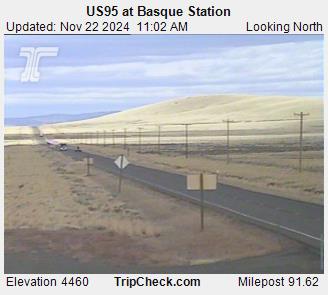 US95 at Basque Station
Updated: Nov 22 2024 11:02 AM Looking North
Elevation 4460 TripCheck.com Milepost 91.62